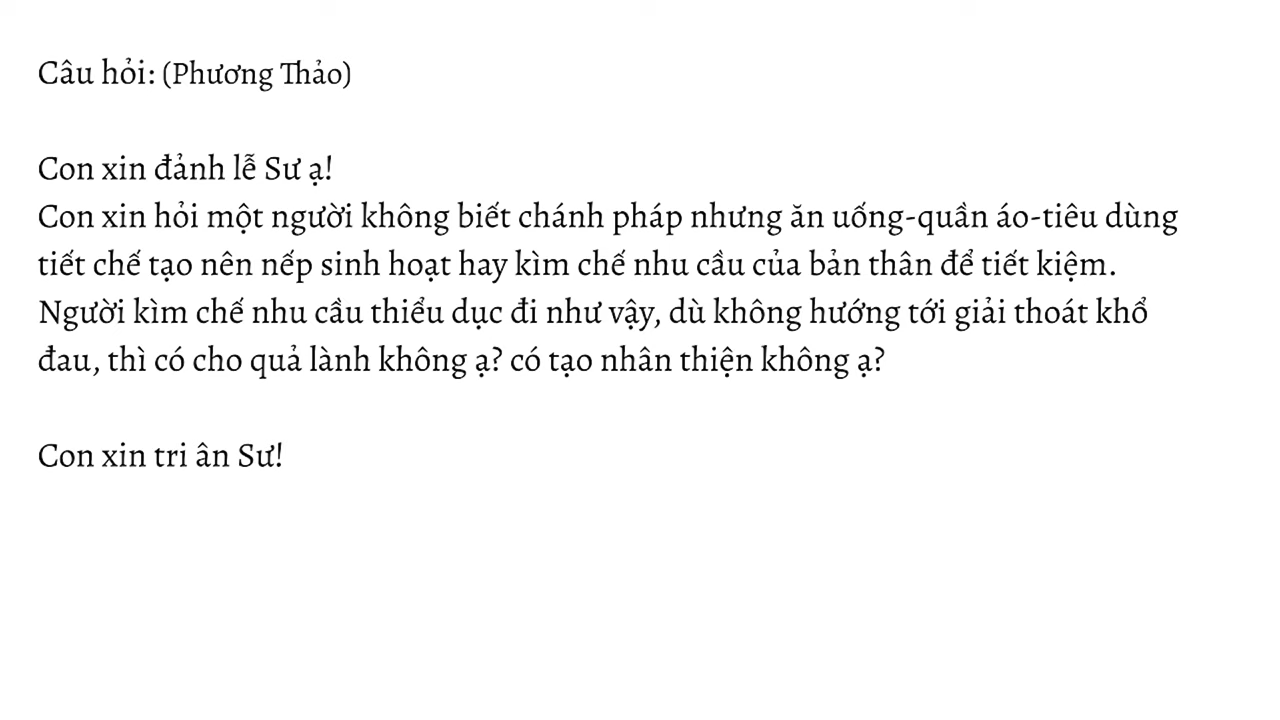 Câu hỏi: (Phương Thảo)
Con xin đảnh lễ Sư ạ!
Con xin hỏi một người không biết chánh pháp nhưng ăn uống-quần áo-tiêu dùng
tiết chế tạo nên nếp sinh hoạt hay kìm chế nhu cầu của bản thân để tiết kiệm.
Người kìm chế nhu cầu thiểu dục đi như vậy, dù không hướng tới giải thoát khổ
đau, thì có cho quả lành không ạ? có tạo nhân thiện không ạ?
Con xin tri ân Sư!